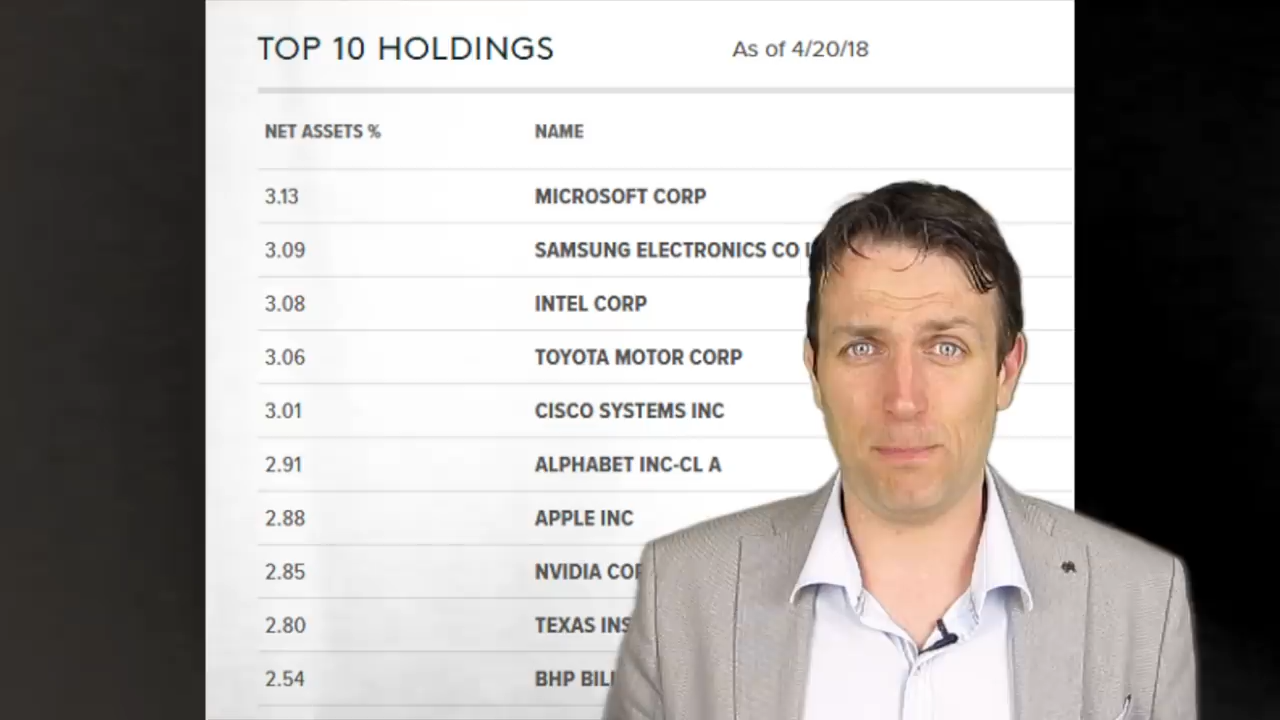 TOP 10 HOLDINGS As of 4/20/18
NET ASSETS % NAME
3.13 MICROSOFT CORP
3.09 SAMSUNG ELECTRONICS CO
3.08 INTEL CORP
3.06 TOYOTA MOTOR CORP
3.01 CISCO SYSTEMS INC
2.91 ALPHABET INC-CL A
2.88 APPLE INC
2.85 NVIDIA
2.80 TEXAS
2.54 BHP